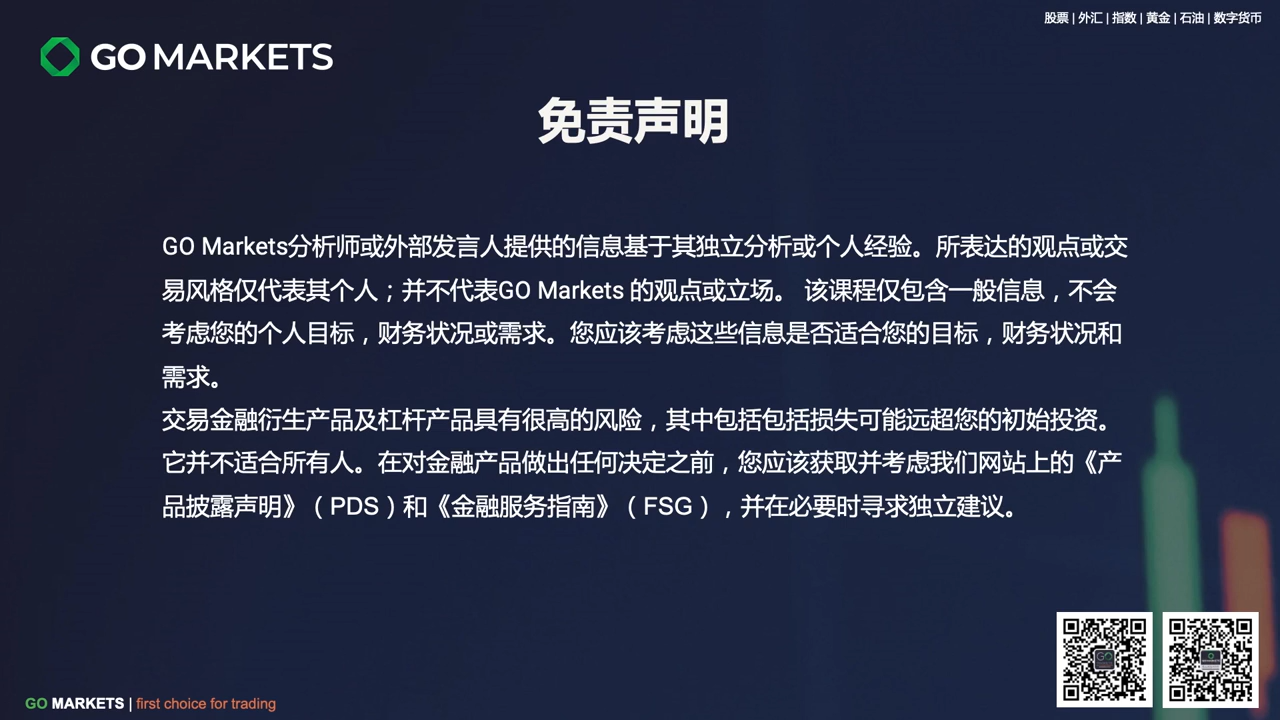 股票 | 外汇 | 指数 | 黄金 | 石油 | 数字货币
GO MARKETS
免责声明
GO Markets分析师或外部发言人提供的信息基于其独立分析或个人经验。所表达的观点或交
易风格仅代表其个人；并不代表GO Markets 的观点或立场。 该课程仅包含一般信息，不会
考虑您的个人目标，财务状况或需求。您应该考虑这些信息是否适合您的目标，财务状况和
需求。
交易金融衍生产品及杠杆产品具有很高的风险，其中包括包括损失可能远超您的初始投资。
它并不适合所有人。在对金融产品做出任何决定之前，您应该获取并考虑我们网站上的《产
品披露声明》（PDS）和《金融服务指南》（FSG），并在必要时寻求独立建议。
GO MARKETS | first choice for trading